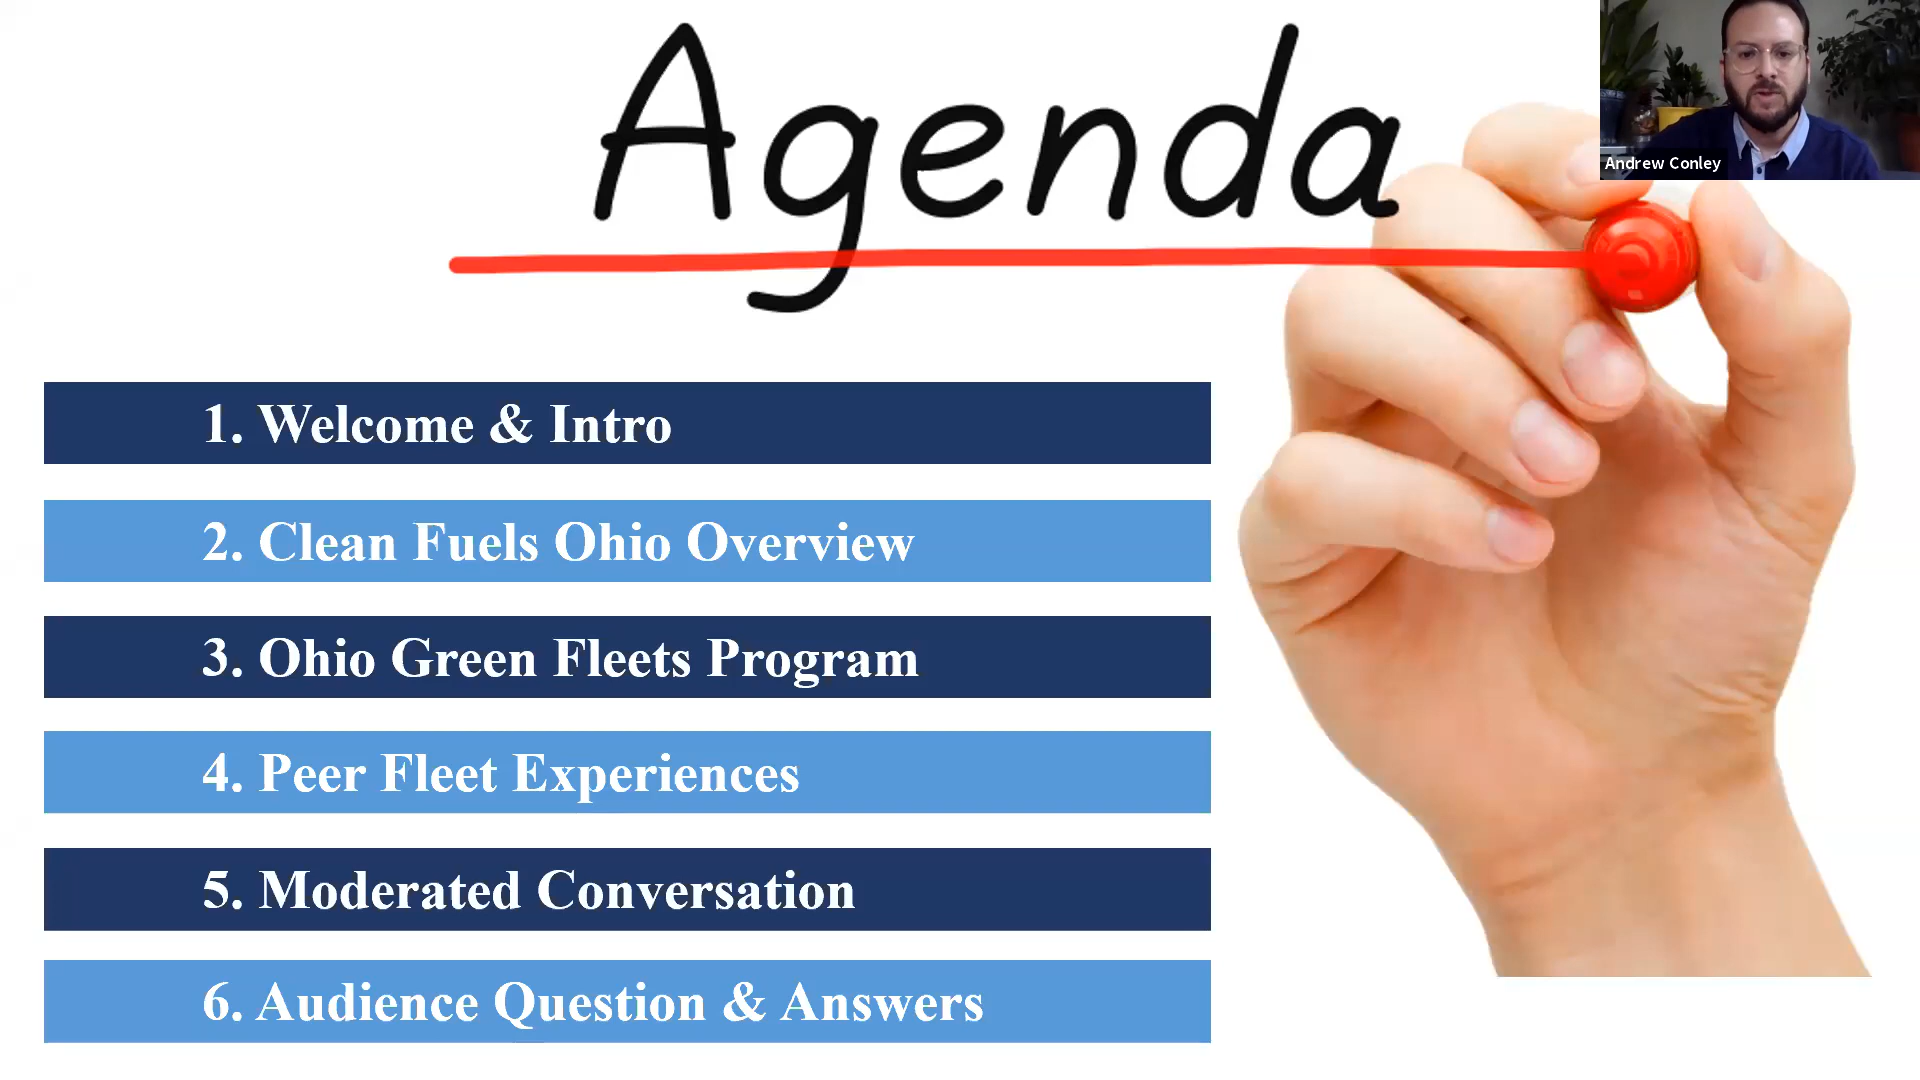 Agenda
Andrew Conley
1. Welcome & Intro
2. Clean Fuels Ohio Overview
3. Ohio Green Fleets Program
4. Peer Fleet Experiences
5. Moderated Conversation
6. Audience Question & Answers